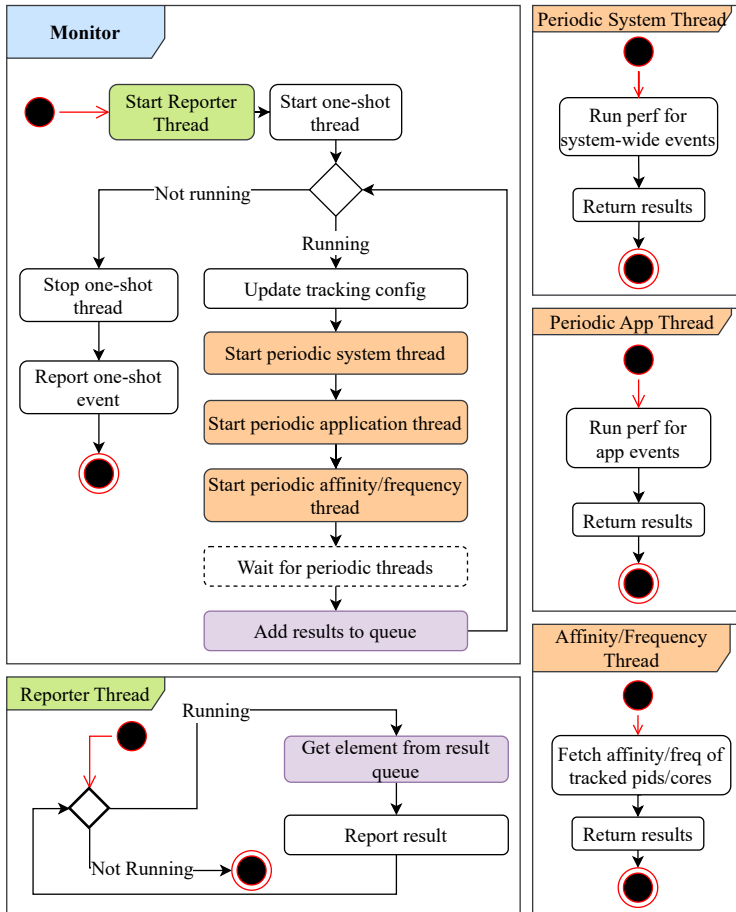 Monitor
Start Reporter
Thread
Start one-shot
thread
Not running
Running
Stop one-shot
thread
Update tracking config
Report one-shot
event
Start periodic system thread
Start periodic application thread
Start periodic affinity/frequency
thread
Wait for periodic threads
Add results to queue
Reporter Thread
Running
Get element from result
queue
Report result
Not Running
Periodic System Thread
Run perf for
system-wide events
Return results
Periodic App Thread
Run perf for
app events
Return results
Affinity/Frequency
Thread
Fetch affinity/freq of
tracked pids/cores
Return results